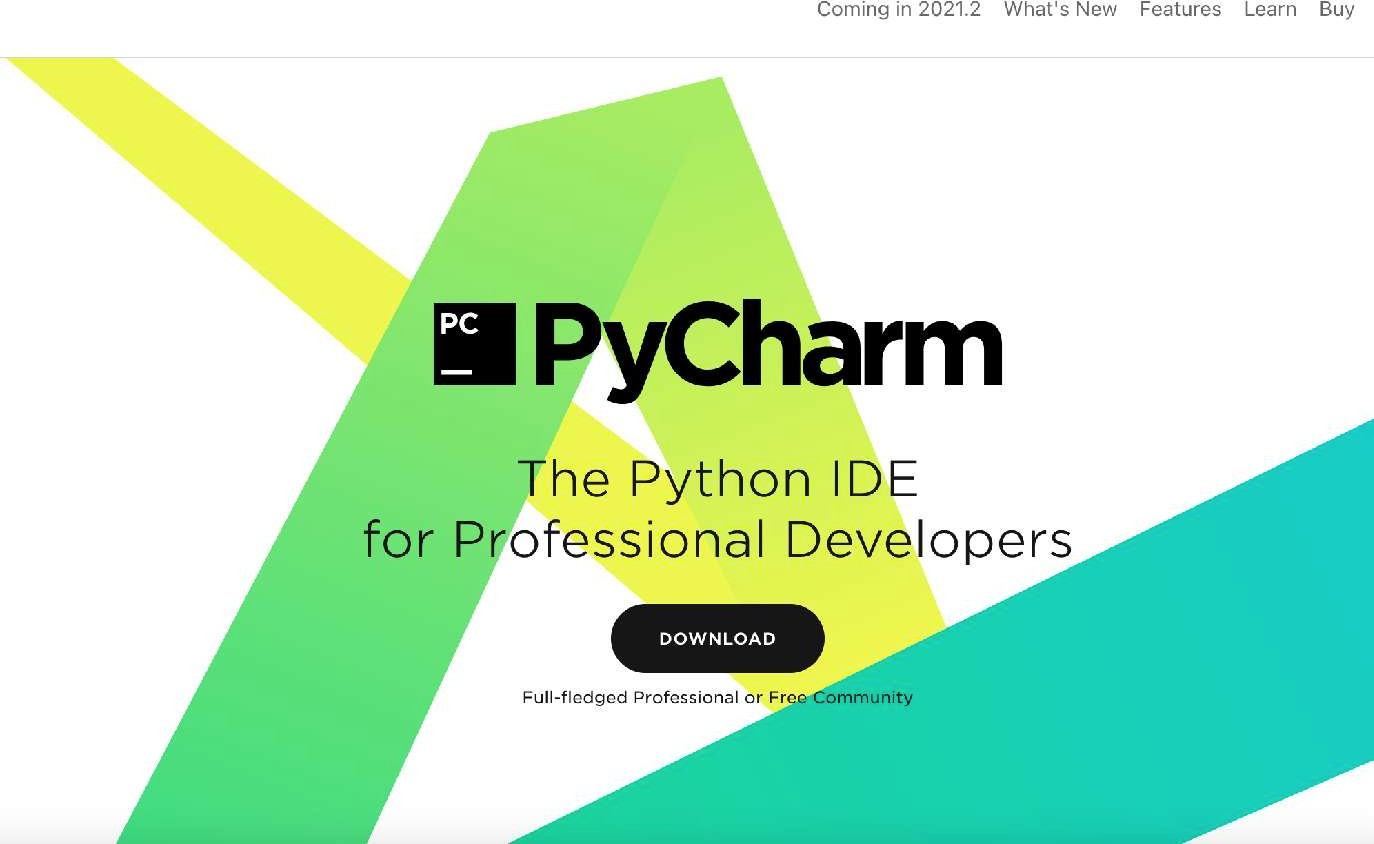 Coming in 2021.2 What's New Features Learn Buy
PC
PyCharm
The Python IDE
for Professional Developers
DOWNLOAD
Full-fledged Professional or Free Community